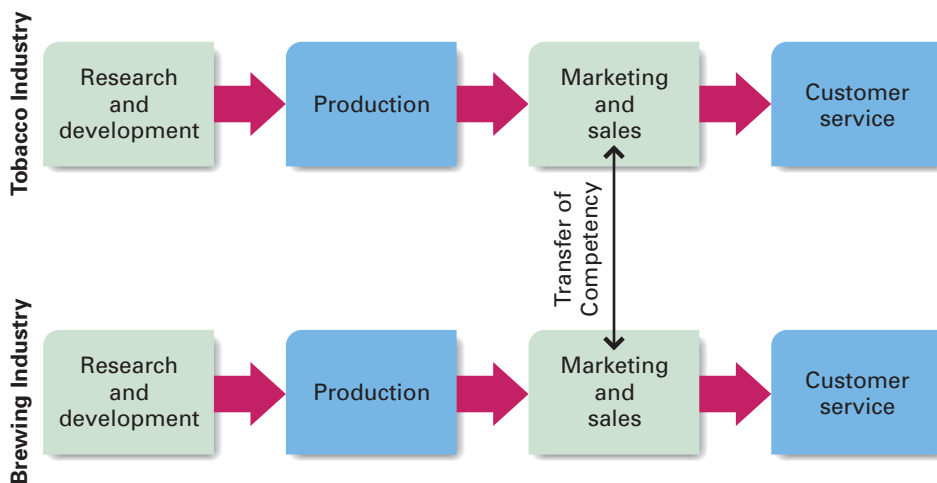 Tobacco Industry
Research
and
development
Production
Marketing
and
sales
Customer
service
Transfer of
Competency
Brewing Industry
Research
and
development
Production
Marketing
and
sales
Customer
service